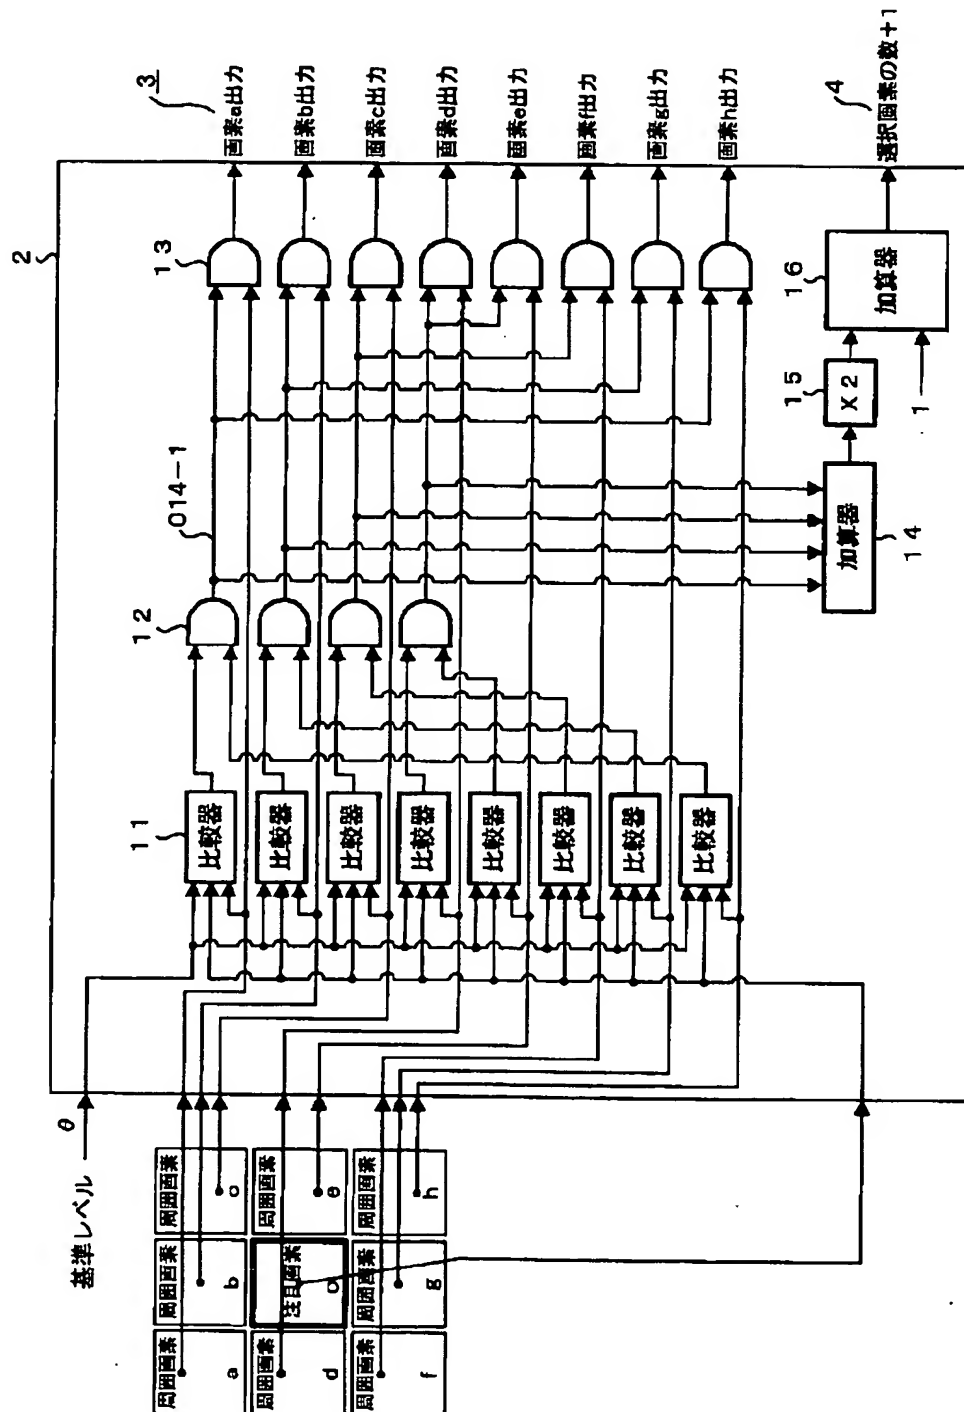 基準レベル
θ
周囲画素
a
周囲画素
b
周囲画素
c
周囲画素
d
注目画素
o
周囲画素
e
周囲画素
f
周囲画素
g
周囲画素
h
2
11
比較器
比較器
比較器
比較器
比較器
比較器
比較器
比較器
12
O14-1
13
3
画素a出力
画素b出力
画素c出力
画素d出力
画素e出力
画素f出力
画素g出力
画素h出力
加算器
14
15
X2
1
加算器
16
4
選択画素の数+1